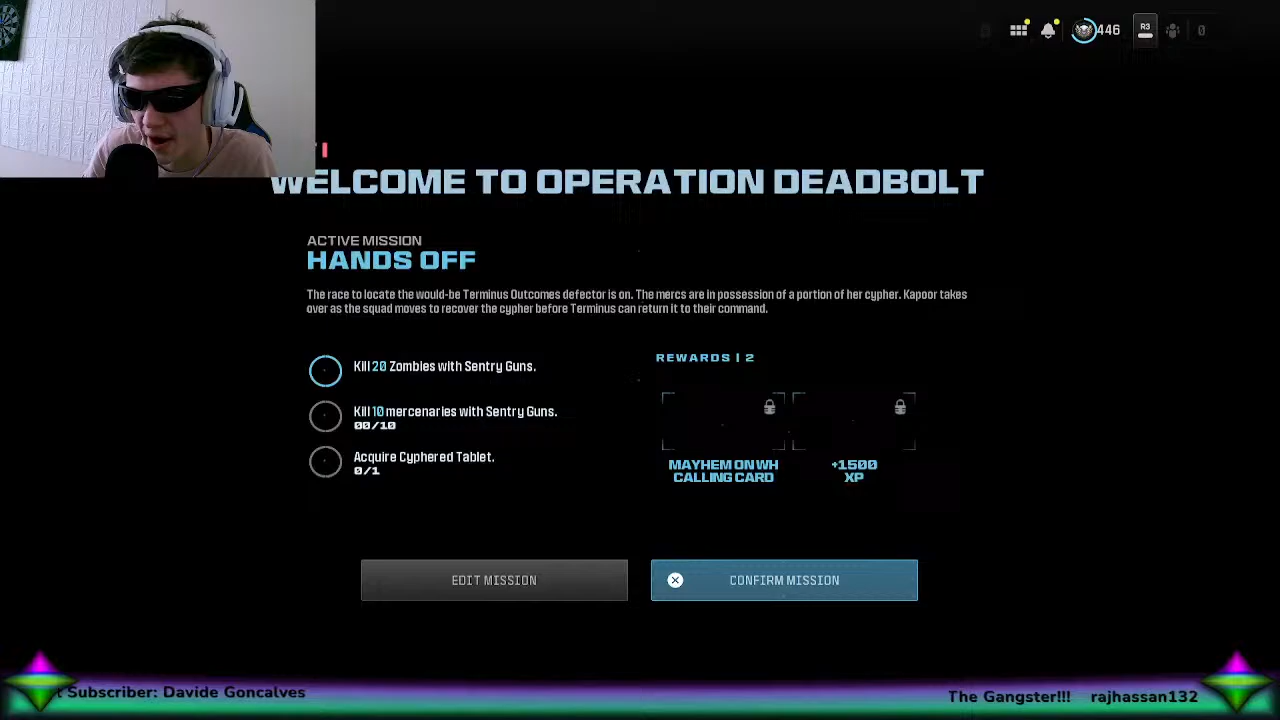 446
R3
0
WELCOME TO OPERATION DEADBOLT
ACTIVE MISSION
HANDS OFF
The race to locate the would-be Terminus Outcomes defector is on. The mercs are in possession of a portion of her cypher. Kapoor takes
over as the squad moves to recover the cypher before Terminus can return it to their command.
Kill 20 Zombies with Sentry Guns.
Kill 10 mercenaries with Sentry Guns.
00/10
Acquire Cyphered Tablet.
0/1
REWARDS | 2
MAYHEM ON WH
CALLING CARD
+1500
XP
EDIT MISSION
CONFIRM MISSION
t Subscriber: Davide Goncalves
The Gangster!!! rajhassan132